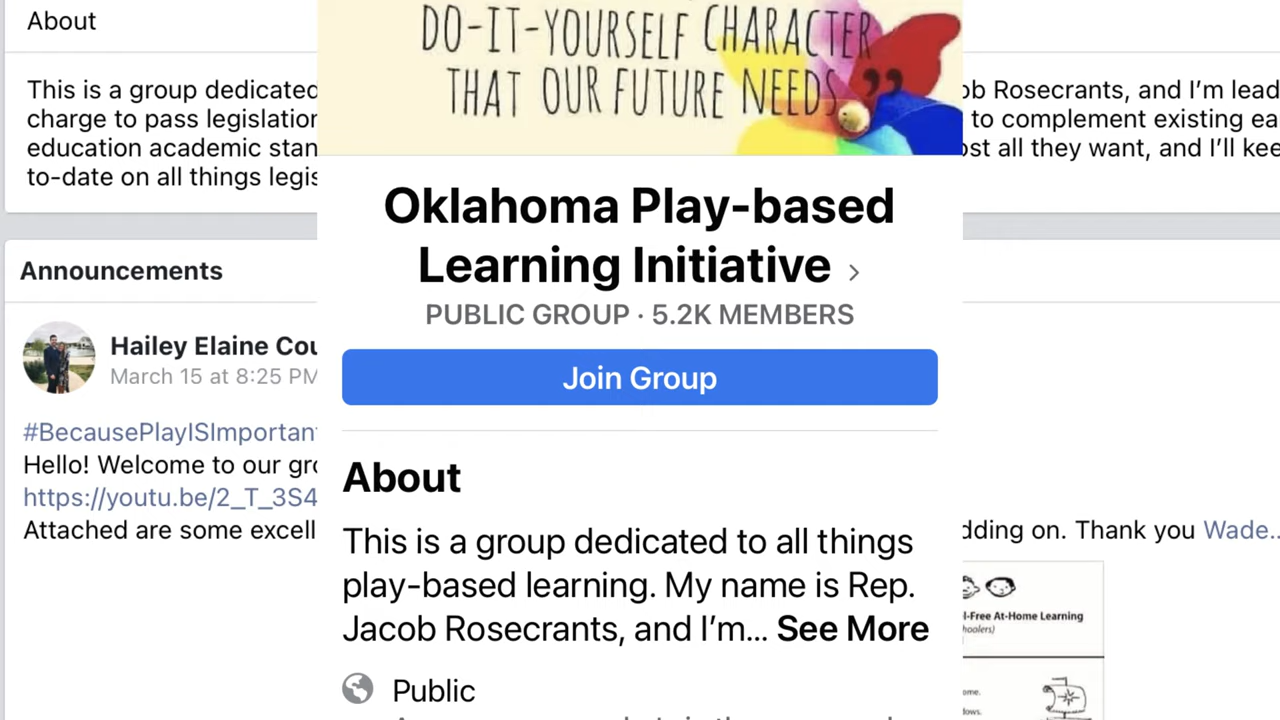 About
This is a group dedicated
charge to pass legislation
education academic stan
to-date on all things legis
Announcements
Hailey Elaine Cou
March 15 at 8:25 PM
#BecausePlayISImportant
Hello! Welcome to our gro
https://youtu.be/2_T_3S4
Attached are some excell
DO-IT-YOURSELF CHARACTER
THAT OUR FUTURE NEEDS”
Oklahoma Play-based
Learning Initiative ›
PUBLIC GROUP · 5.2K MEMBERS
Join Group
About
This is a group dedicated to all things
play-based learning. My name is Rep.
Jacob Rosecrants, and I’m... See More
Public
ob Rosecrants, and I’m lead
to complement existing ea
ost all they want, and I’ll kee
dding on. Thank you Wade..
l-Free At-Home Learning
hoolers)
ome.
lows.